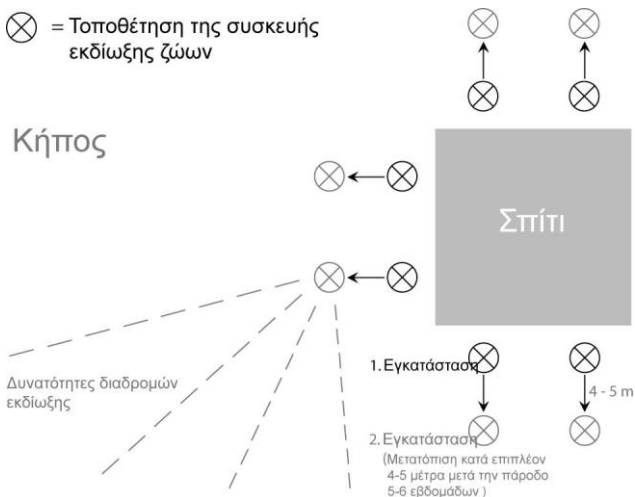 = Τοποθέτηση της συσκευής
εκδίωξης ζώων
Κήπος
Σπίτι
1. Εγκατάσταση
4 - 5 m
Δυνατότητες διαδρομών
εκδίωξης
2. Εγκατάσταση
(Μετατόπιση κατά επιπλέον
4-5 μέτρα μετά την πάροδο
5-6 εβδομάδων )